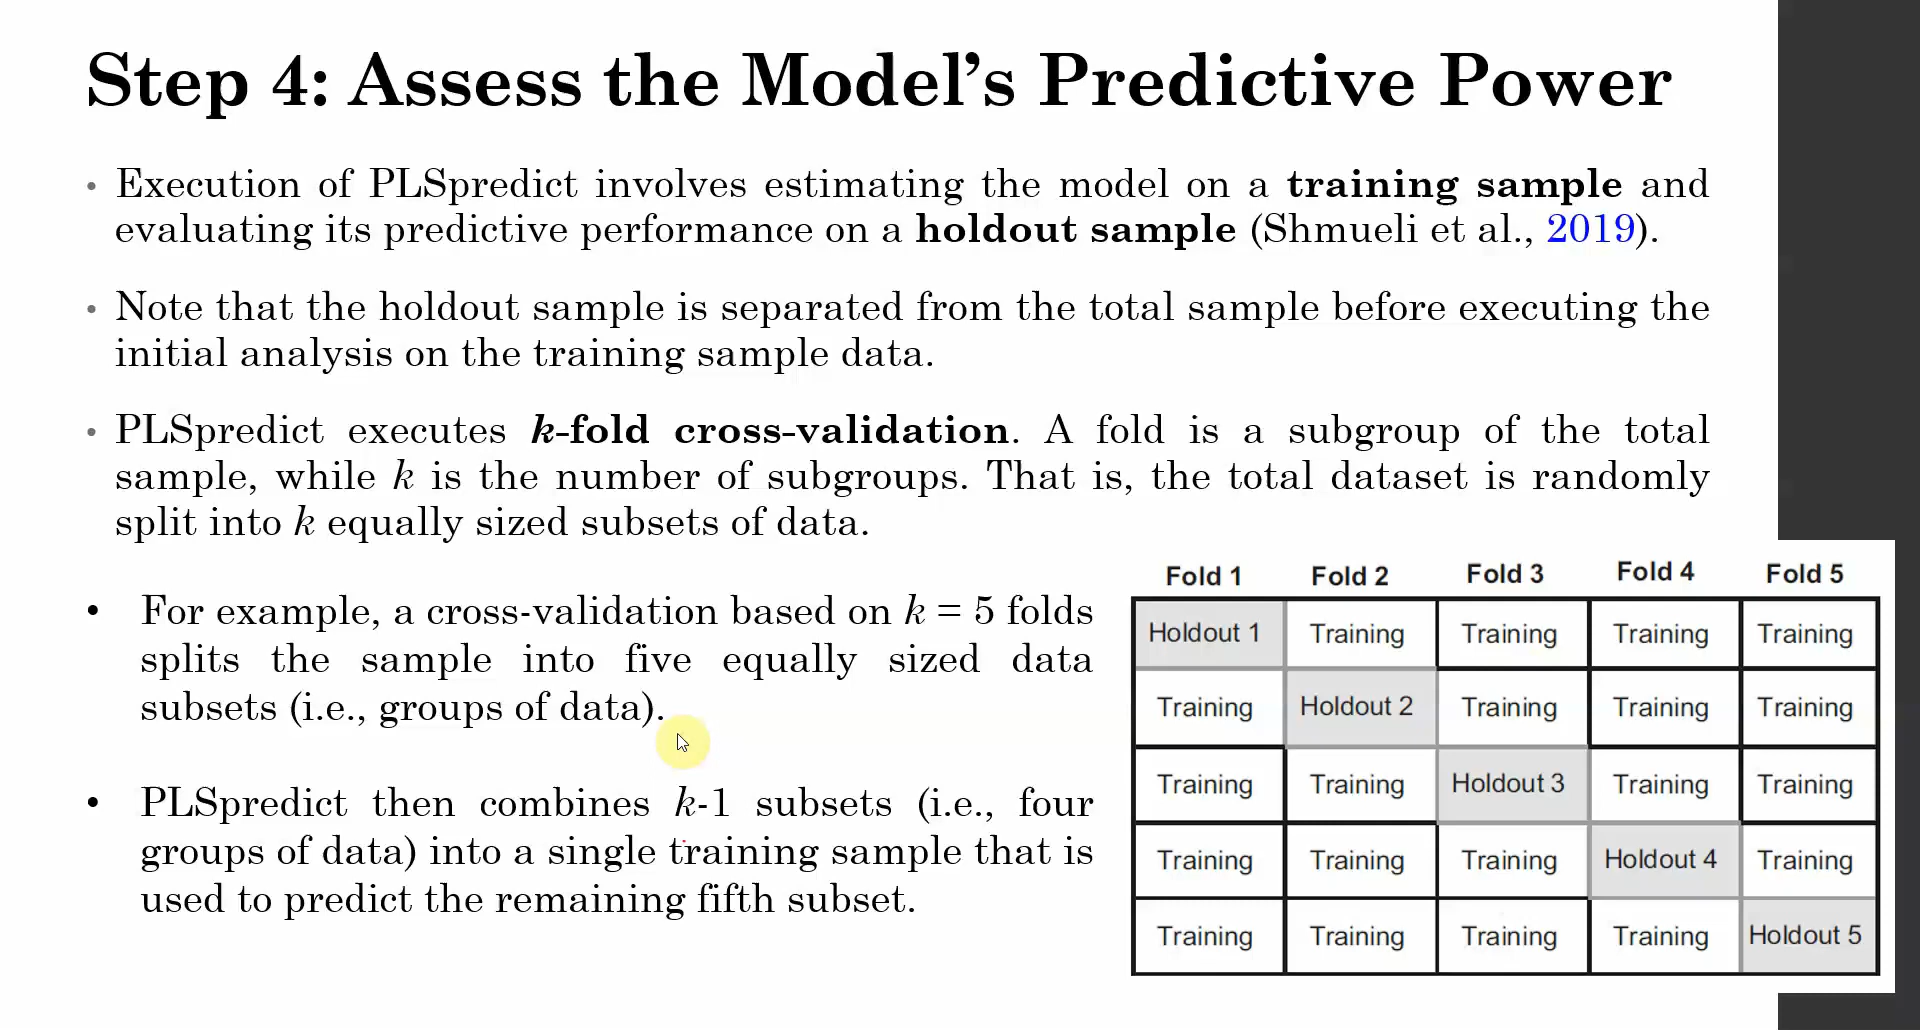 Step 4: Assess the Model’s Predictive Power
• Execution of PLSpredict involves estimating the model on a training sample and
evaluating its predictive performance on a holdout sample (Shmueli et al., 2019).
• Note that the holdout sample is separated from the total sample before executing the
initial analysis on the training sample data.
• PLSpredict executes k-fold cross-validation. A fold is a subgroup of the total
sample, while k is the number of subgroups. That is, the total dataset is randomly
split into k equally sized subsets of data.
• For example, a cross-validation based on k = 5 folds
splits the sample into five equally sized data
subsets (i.e., groups of data).
• PLSpredict then combines k-1 subsets (i.e., four
groups of data) into a single training sample that is
used to predict the remaining fifth subset.
Fold 1 Fold 2 Fold 3 Fold 4 Fold 5
Holdout 1 Training Training Training Training
Training Holdout 2 Training Training Training
Training Training Holdout 3 Training Training
Training Training Training Holdout 4 Training
Training Training Training Training Holdout 5